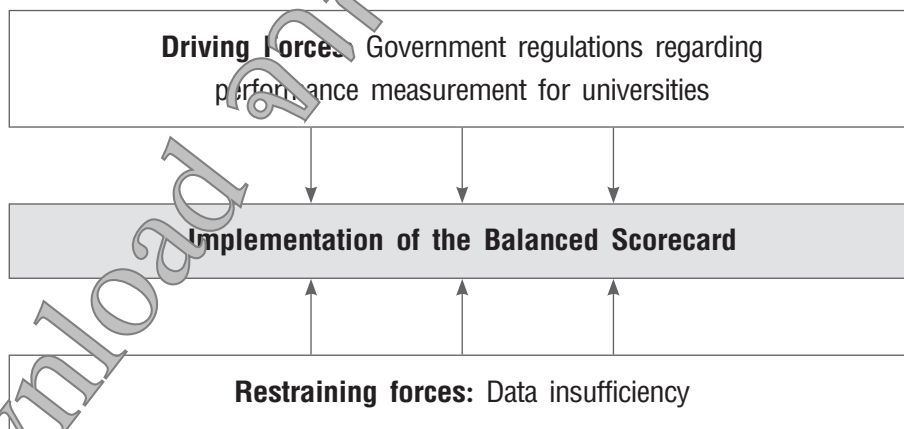 Driving Forces: Government regulations regarding
performance measurement for universities
Implementation of the Balanced Scorecard
Restraining forces: Data insufficiency